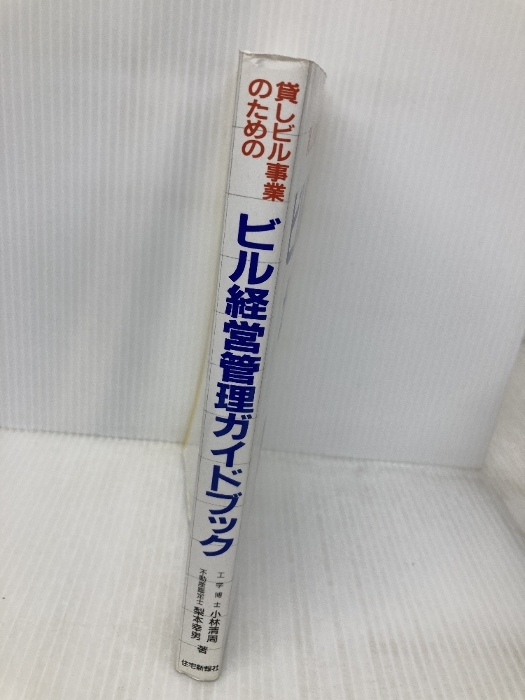 貸しビル事業
のための
ビル経営管理ガイドブック
工学博士 小林清周
不動産鑑定士 梨本幸男 著
住宅新報社